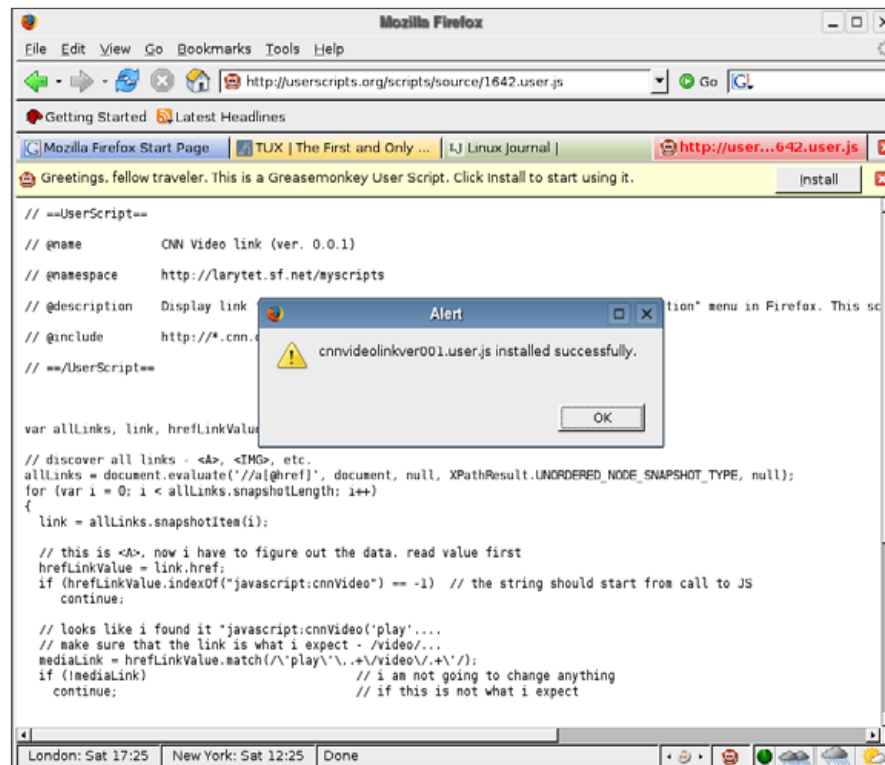 Mozilla Firefox
File Edit View Go Bookmarks Tools Help
http://userscripts.org/scripts/source/1642.user.js Go G
Getting Started Latest Headlines
G Mozilla Firefox Start Page TUX | The First and Only ... LJ Linux Journal | http://user...642.user.js
Greetings, fellow traveler. This is a Greasemonkey User Script. Click Install to start using it. Install
// ==UserScript==
// @name CNN Video link (ver. 0.0.1)
// @namespace http://larytet.sf.net/myscripts
// @description Display link tion" menu in Firefox. This sc
// @include http://*.cnn.
// ==/UserScript==
Alert
cnnvideolinkver001.user.js installed successfully.
OK
var allLinks, link, hrefLinkValu
// discover all links - <A>, <IMG>, etc.
allLinks = document.evaluate('//a[@href]', document, null, XPathResult.UNORDERED_NODE_SNAPSHOT_TYPE, null);
for (var i = 0; i < allLinks.snapshotLength; i++)
{
link = allLinks.snapshotItem(i);
// this is <A>, now i have to figure out the data. read value first
hrefLinkValue = link.href;
if (hrefLinkValue.indexOf("javascript:cnnVideo") == -1) // the string should start from call to JS
continue;
// looks like i found it "javascript:cnnVideo('play'....
// make sure that the link is what i expect - /video/...
mediaLink = hrefLinkValue.match(/\'play\'\,.+\/video\/.+\'/);
if (!mediaLink) // i am not going to change anything
continue; // if this is not what i expect
London: Sat 17:25 New York: Sat 12:25 Done